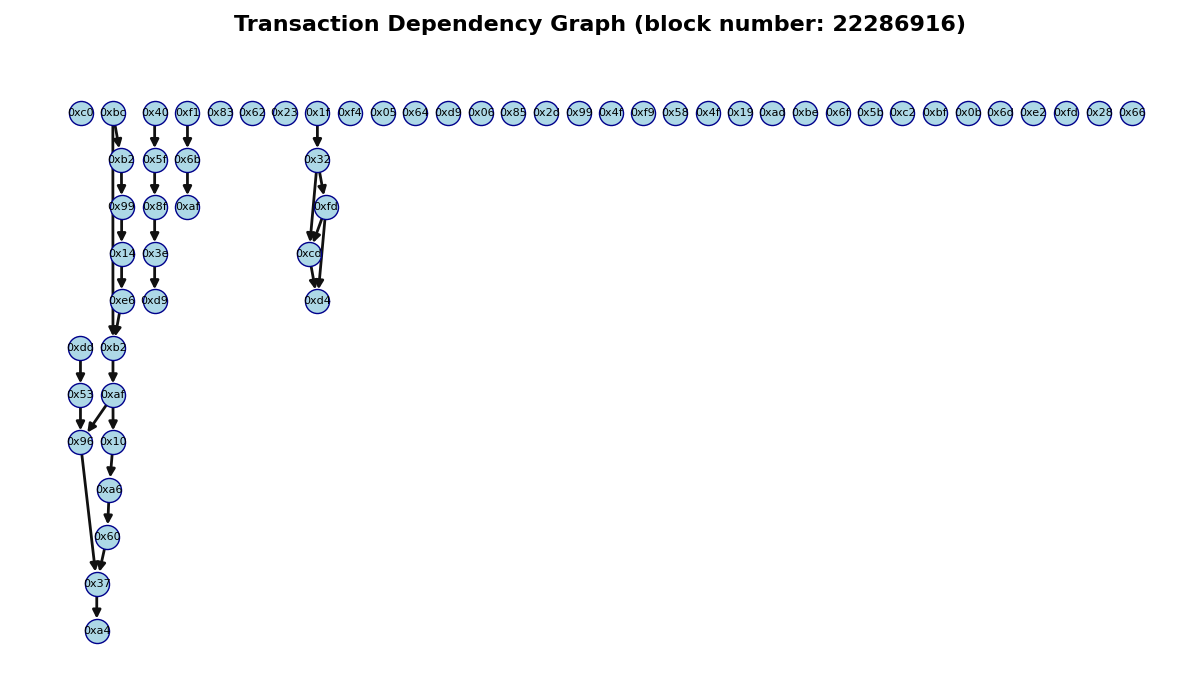 Transaction Dependency Graph (block number: 22286916)
0xc0 0xbc 0x40 0xf1 0x83 0x62 0x23 0x1f 0xf4 0x05 0x64 0xd9 0x06 0x85 0x2d 0x99 0x4f 0xf9 0x58 0x4f 0x19 0xad 0xbe 0x6f 0x5b 0xc2 0xbf 0x0b 0x6d 0xe2 0xfd 0x28 0x66
0xb2 0x5f 0x6b 0x32
0x99 0x8f 0xaf 0xfd
0x14 0x3e 0xcd
0xe6 0xd9 0xd4
0xdd 0xb2
0x53 0xaf
0x96 0x10
0xa6
0x60
0x37
0xa4